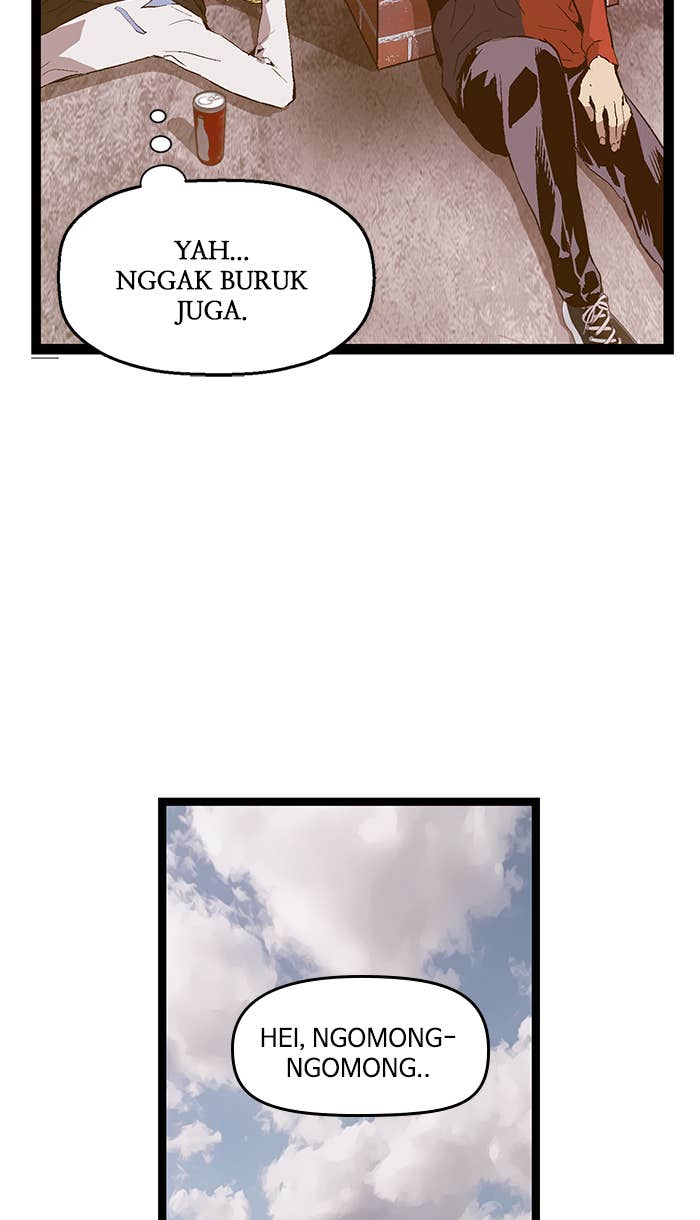 YAH...
NGGAK BURUK
JUGA.
HEI, NGOMONG-
NGOMONG..